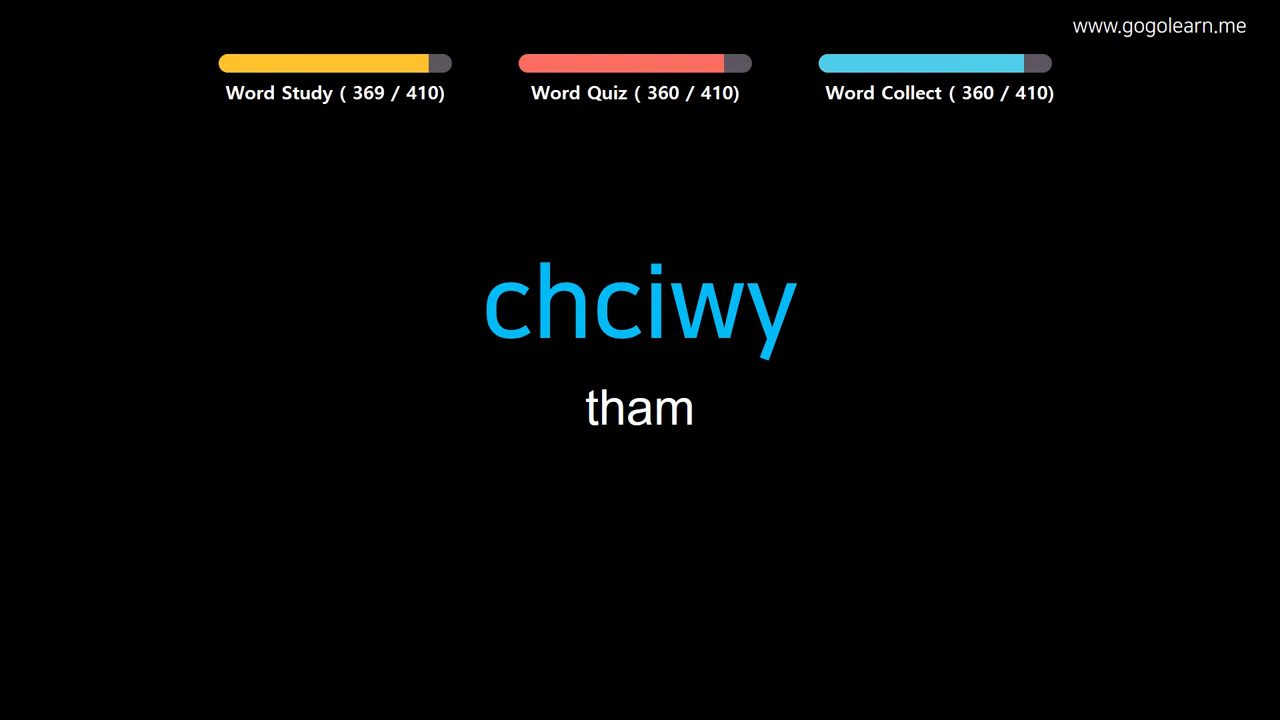 www.gogolearn.me
Word Study ( 369 / 410)
Word Quiz ( 360 / 410)
Word Collect ( 360 / 410)
chciwy
tham